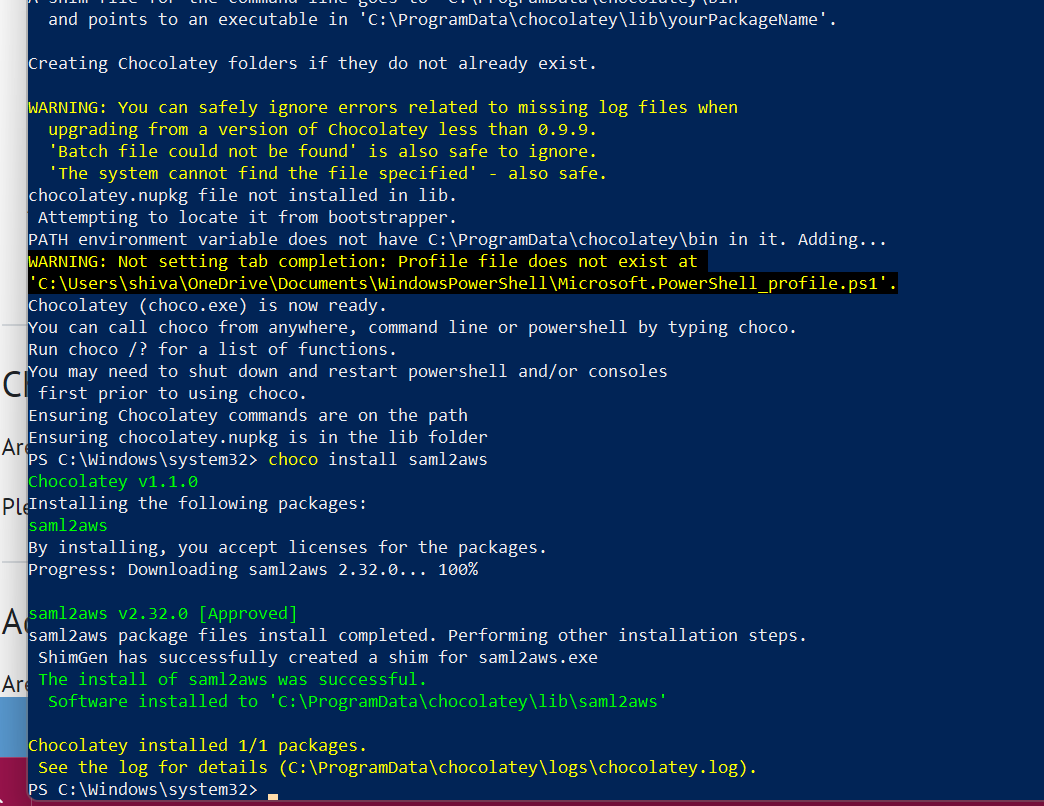 A shim file for the command line goes to 'C:\ProgramData\chocolatey\bin'
and points to an executable in 'C:\ProgramData\chocolatey\lib\yourPackageName'.
Creating Chocolatey folders if they do not already exist.
WARNING: You can safely ignore errors related to missing log files when
upgrading from a version of Chocolatey less than 0.9.9.
'Batch file could not be found' is also safe to ignore.
'The system cannot find the file specified' - also safe.
chocolatey.nupkg file not installed in lib.
Attempting to locate it from bootstrapper.
PATH environment variable does not have C:\ProgramData\chocolatey\bin in it. Adding...
WARNING: Not setting tab completion: Profile file does not exist at
'C:\Users\shiva\OneDrive\Documents\WindowsPowerShell\Microsoft.PowerShell_profile.ps1'.
Chocolatey (choco.exe) is now ready.
You can call choco from anywhere, command line or powershell by typing choco.
Run choco /? for a list of functions.
You may need to shut down and restart powershell and/or consoles
first prior to using choco.
Ensuring Chocolatey commands are on the path
Ensuring chocolatey.nupkg is in the lib folder
PS C:\Windows\system32> choco install saml2aws
Chocolatey v1.1.0
Installing the following packages:
saml2aws
By installing, you accept licenses for the packages.
Progress: Downloading saml2aws 2.32.0... 100%
saml2aws v2.32.0 [Approved]
saml2aws package files install completed. Performing other installation steps.
ShimGen has successfully created a shim for saml2aws.exe
The install of saml2aws was successful.
Software installed to 'C:\ProgramData\chocolatey\lib\saml2aws'
Chocolatey installed 1/1 packages.
See the log for details (C:\ProgramData\chocolatey\logs\chocolatey.log).
PS C:\Windows\system32>